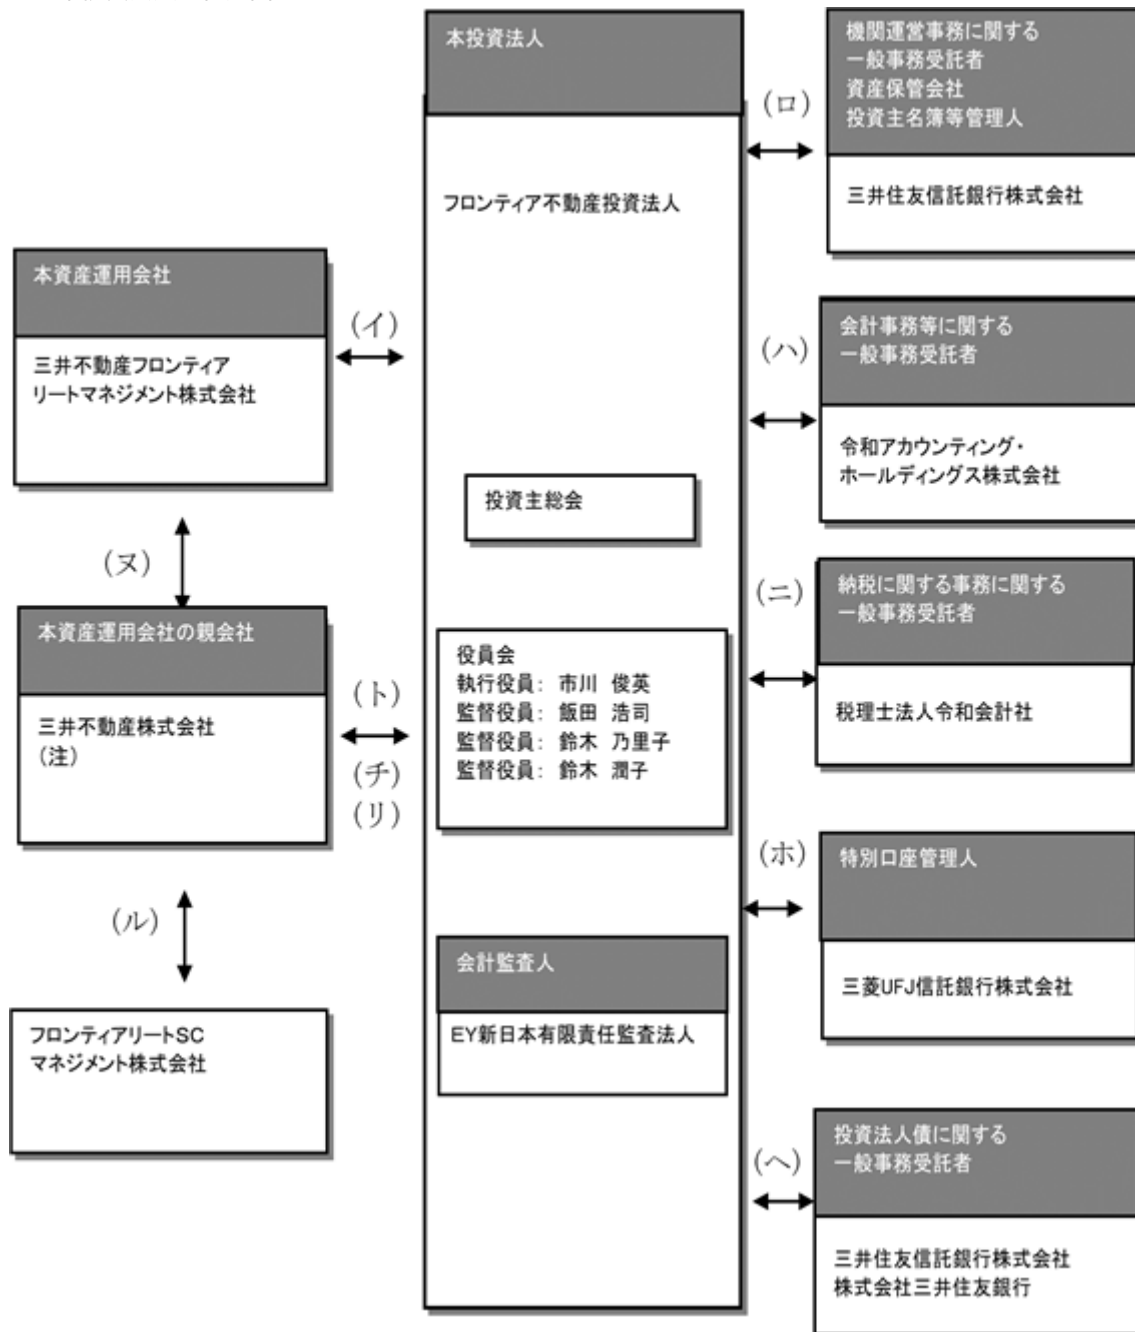 本投資法人
フロンティア不動産投資法人
投資主総会
役員会
執行役員： 市川 俊英
監督役員： 飯田 浩司
監督役員： 鈴木 乃里子
監督役員： 鈴木 潤子
会計監査人
EY新日本有限責任監査法人
本資産運用会社
三井不動産フロンティア
リートマネジメント株式会社
(イ)
(ヌ)
本資産運用会社の親会社
三井不動産株式会社
(注)
(ト)
(チ)
(リ)
(ル)
フロンティアリートSC
マネジメント株式会社
(ロ)
機関運営事務に関する
一般事務受託者
資産保管会社
投資主名簿等管理人
三井住友信託銀行株式会社
(ハ)
会計事務等に関する
一般事務受託者
令和アカウンティング・
ホールディングス株式会社
(ニ)
納税に関する事務に関する
一般事務受託者
税理士法人令和会計社
(ホ)
特別口座管理人
三菱UFJ信託銀行株式会社
(ヘ)
投資法人債に関する
一般事務受託者
三井住友信託銀行株式会社
株式会社三井住友銀行